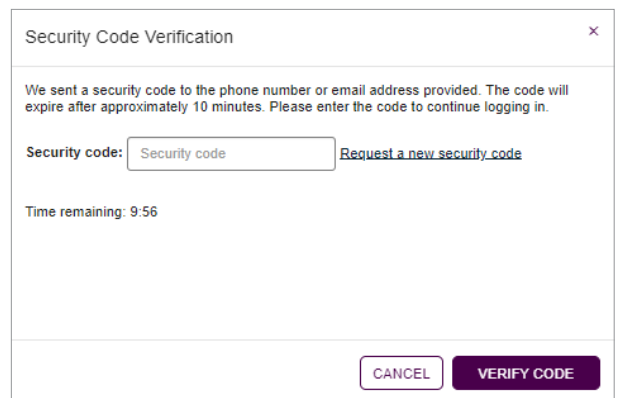 Security Code Verification ×
We sent a security code to the phone number or email address provided. The code will
expire after approximately 10 minutes. Please enter the code to continue logging in.
Security code: Security code Request a new security code
Time remaining: 9:56
CANCEL VERIFY CODE